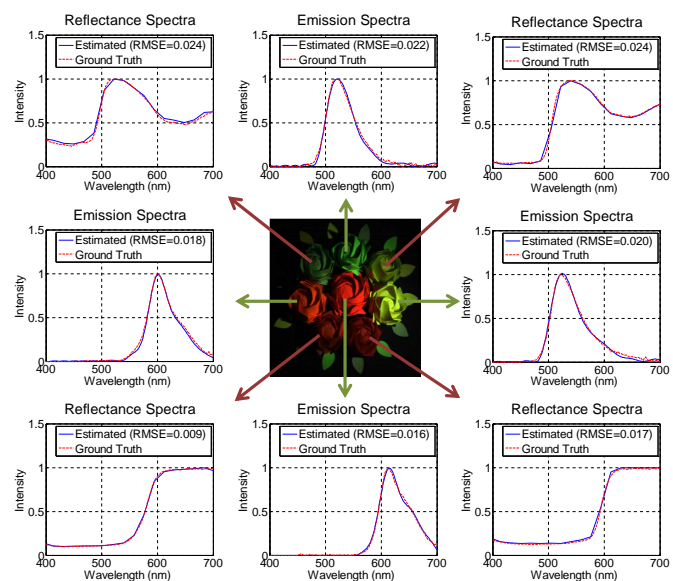 Reflectance Spectra
Estimated (RMSE=0.024)
Ground Truth
Intensity
1.5
1
0.5
0
400 500 600 700
Wavelength (nm)
Emission Spectra
Estimated (RMSE=0.022)
Ground Truth
Intensity
1.5
1
0.5
0
400 500 600 700
Wavelength (nm)
Reflectance Spectra
Estimated (RMSE=0.024)
Ground Truth
Intensity
1.5
1
0.5
0
400 500 600 700
Wavelength (nm)
Emission Spectra
Estimated (RMSE=0.018)
Ground Truth
Intensity
1.5
1
0.5
0
400 500 600 700
Wavelength (nm)
Emission Spectra
Estimated (RMSE=0.020)
Ground Truth
Intensity
1.5
1
0.5
0
400 500 600 700
Wavelength (nm)
Reflectance Spectra
Estimated (RMSE=0.009)
Ground Truth
Intensity
1.5
1
0.5
0
400 500 600 700
Wavelength (nm)
Emission Spectra
Estimated (RMSE=0.016)
Ground Truth
Intensity
1.5
1
0.5
0
400 500 600 700
Wavelength (nm)
Reflectance Spectra
Estimated (RMSE=0.017)
Ground Truth
Intensity
1.5
1
0.5
0
400 500 600 700
Wavelength (nm)